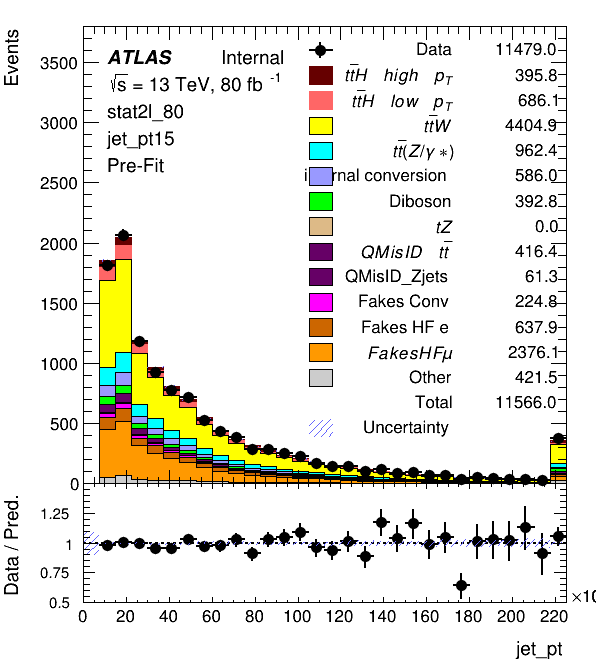 Events
3500
3000
2500
2000
1500
1000
500
0
ATLAS Internal
√s = 13 TeV, 80 fb⁻¹
stat2l_80
jet_pt15
Pre-Fit
Data 11479.0
tt̄H high p_T 395.8
tt̄H low p_T 686.1
tt̄W 4404.9
tt̄(Z/γ*) 962.4
conversion 586.0
Diboson 392.8
tZ 0.0
QMisID tt̄ 416.4
QMisID_Zjets 61.3
Fakes Conv 224.8
Fakes HF e 637.9
FakesHFμ 2376.1
Other 421.5
Total 11566.0
Uncertainty
Data / Pred.
1.25
1
0.75
0.5
0 20 40 60 80 100 120 140 160 180 200 220
jet_pt